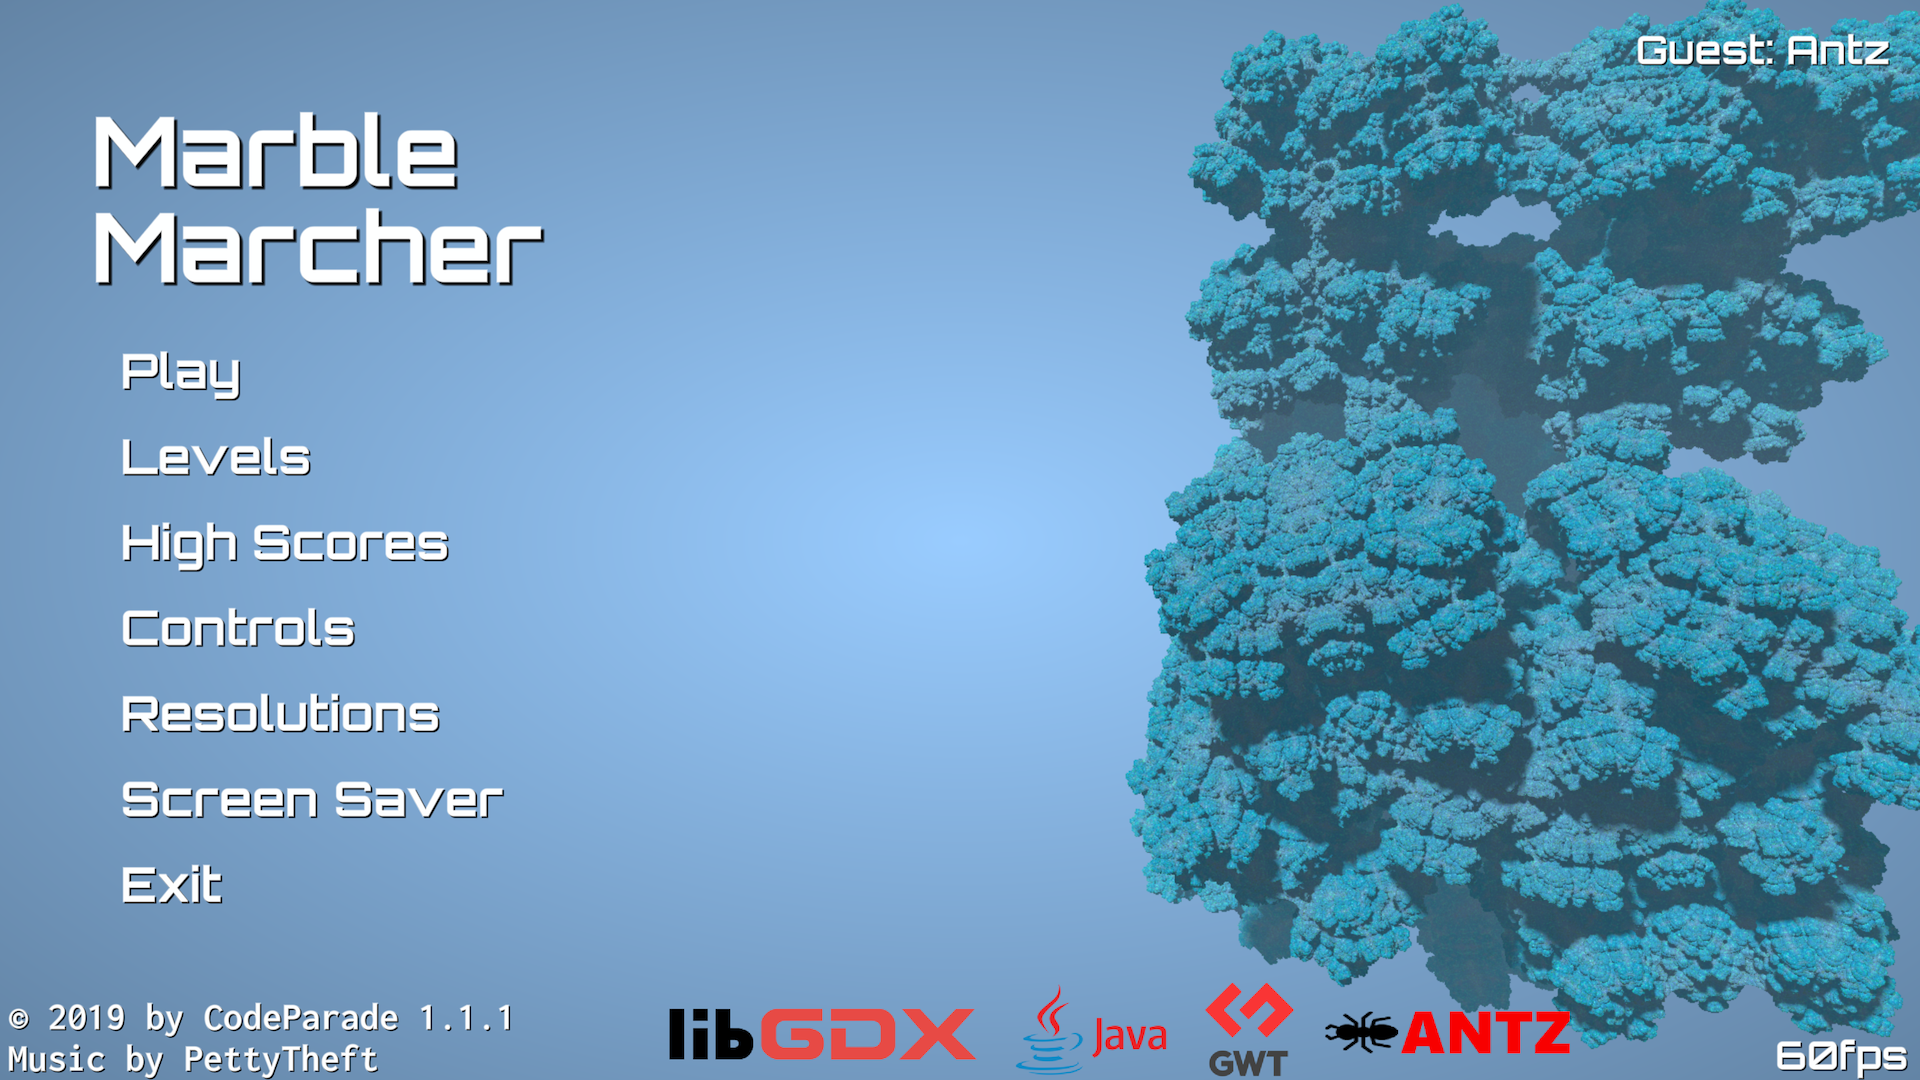 Guest: Antz
Marble
Marcher
Play
Levels
High Scores
Controls
Resolutions
Screen Saver
Exit
© 2019 by CodeParade 1.1.1
Music by PettyTheft
libGDX
Java
GWT
ANTZ
60fps